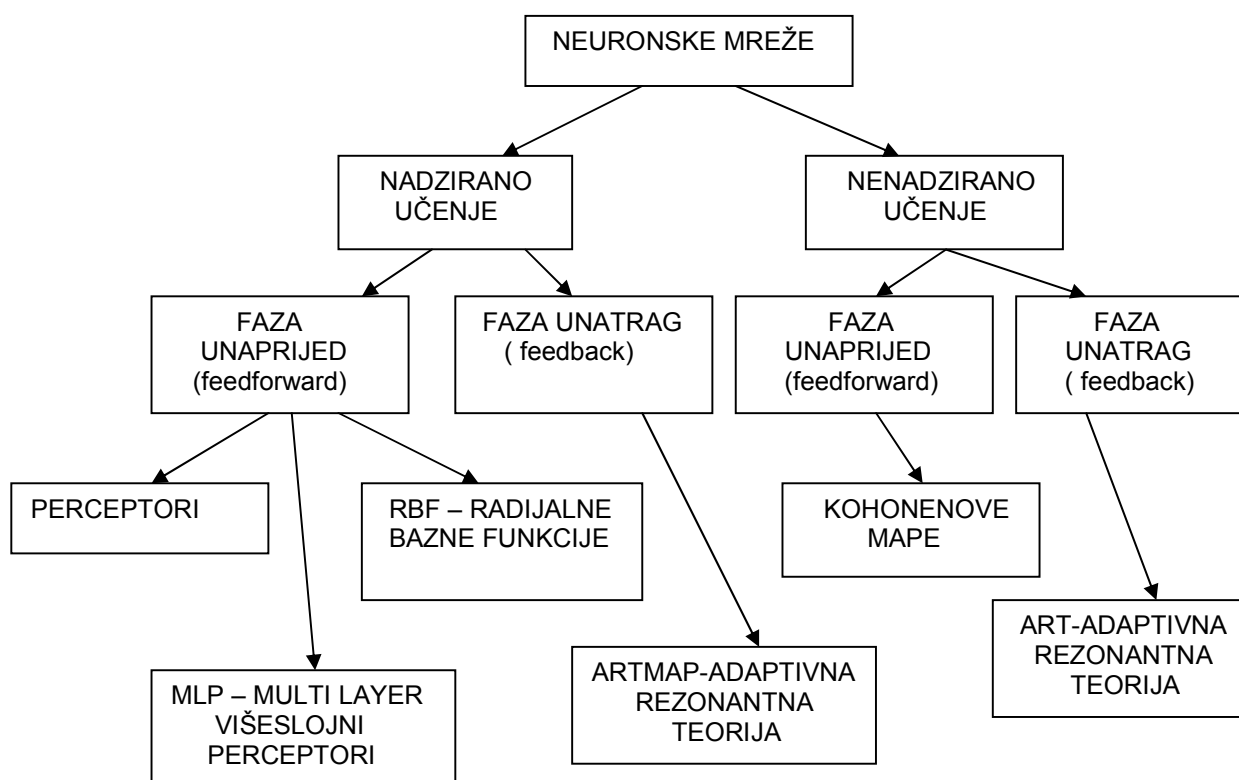 NEURONSKE MREŽE
NADZIRANO
UČENJE
NENADZIRANO
UČENJE
FAZA
UNAPRIJED
(feedforward)
FAZA UNATRAG
( feedback)
FAZA
UNAPRIJED
(feedforward)
FAZA
UNATRAG
( feedback)
PERCEPTORI
RBF – RADIJALNE
BAZNE FUNKCIJE
KOHONENOVE
MAPE
MLP – MULTI LAYER
VIŠESLOJNI
PERCEPTORI
ARTMAP-ADAPTIVNA
REZONANTNA
TEORIJA
ART-ADAPTIVNA
REZONANTNA
TEORIJA